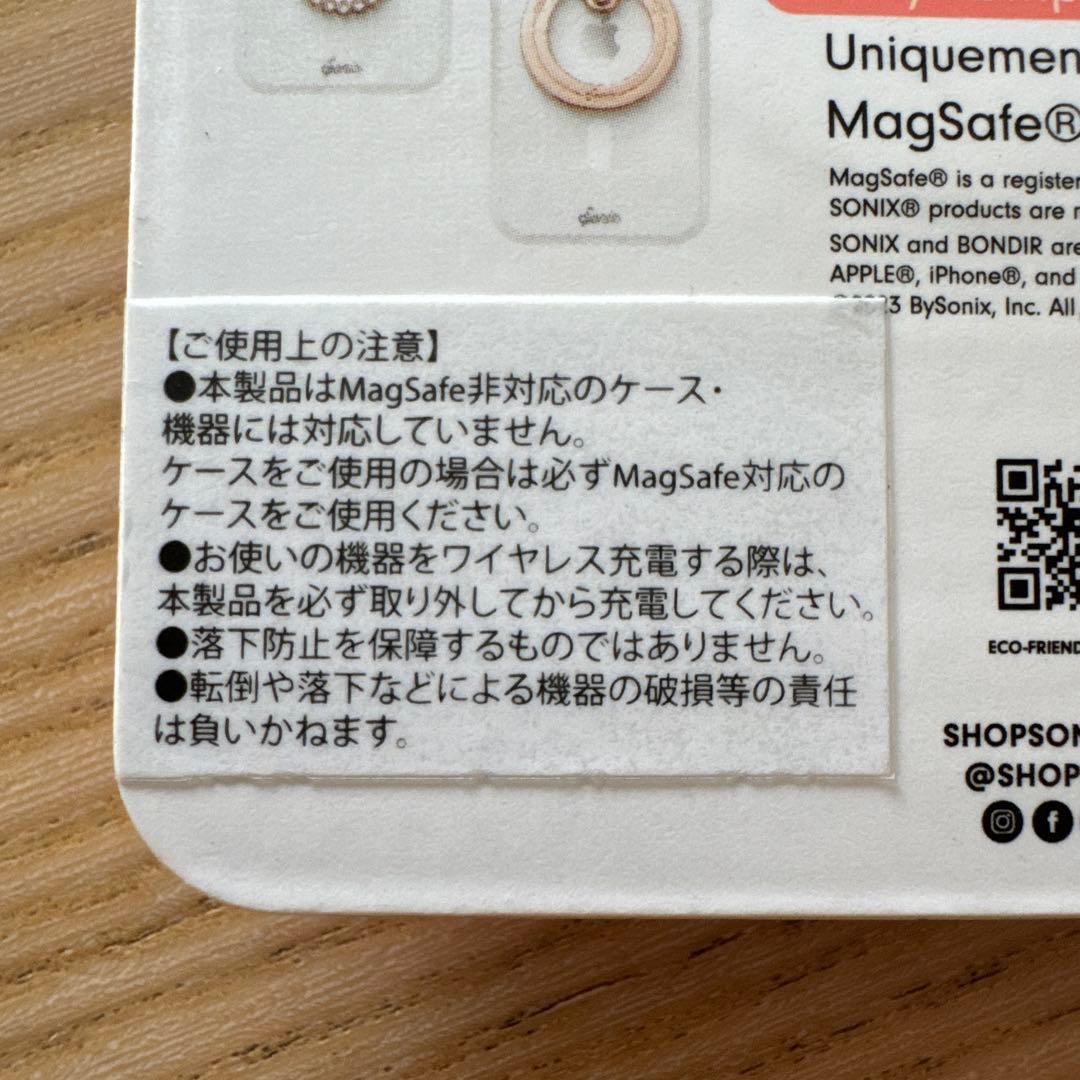 Uniquemen
MagSafe®
MagSafe® is a register
SONIX® products are
SONIX and BONDIR are
APPLE®, iPhone®, and
3 BySonix, Inc. All
【ご使用上の注意】
●本製品はMagSafe非対応のケース・
機器には対応していません。
ケースをご使用の場合は必ずMagSafe対応の
ケースをご使用ください。
●お使いの機器をワイヤレス充電する際は、
本製品を必ず取り外してから充電してください。
●落下防止を保障するものではありません。
●転倒や落下などによる機器の破損等の責任
は負いかねます。
ECO-FRIEND
SHOPSON
@SHOP